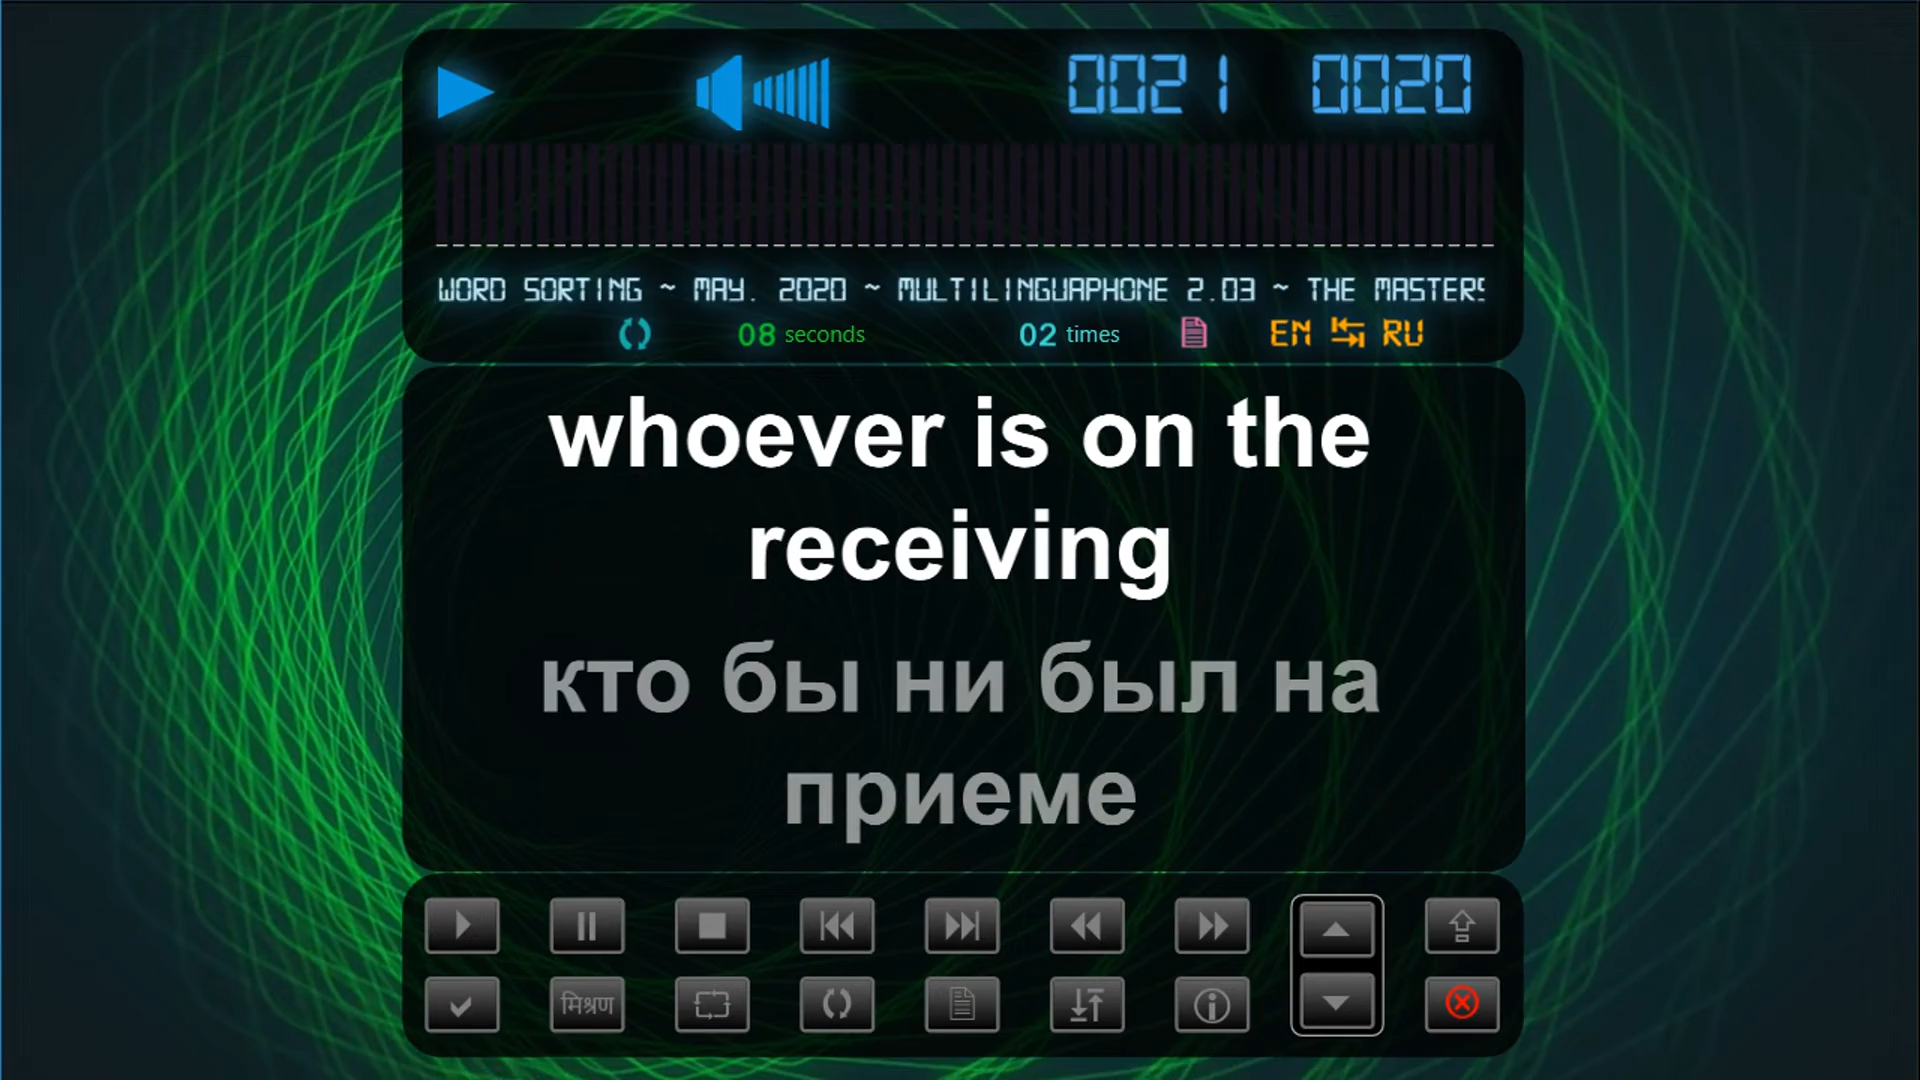 0021 0020
WORD SORTING ~ MAY. 2020 ~ MULTILINGUAPHONE 2.03 ~ THE MASTERS
08 seconds 02 times EN RU
whoever is on the
receiving
кто бы ни был на
приеме
मिश्रण